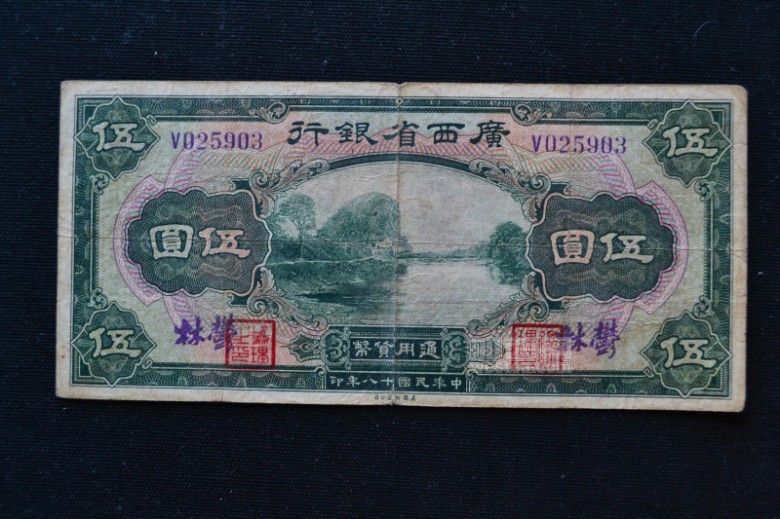 廣西省銀行
V025903
V025903
伍
伍
伍圓
伍圓
鬱林
鬱林
通用貨幣
伍
伍
中華民國十八年印